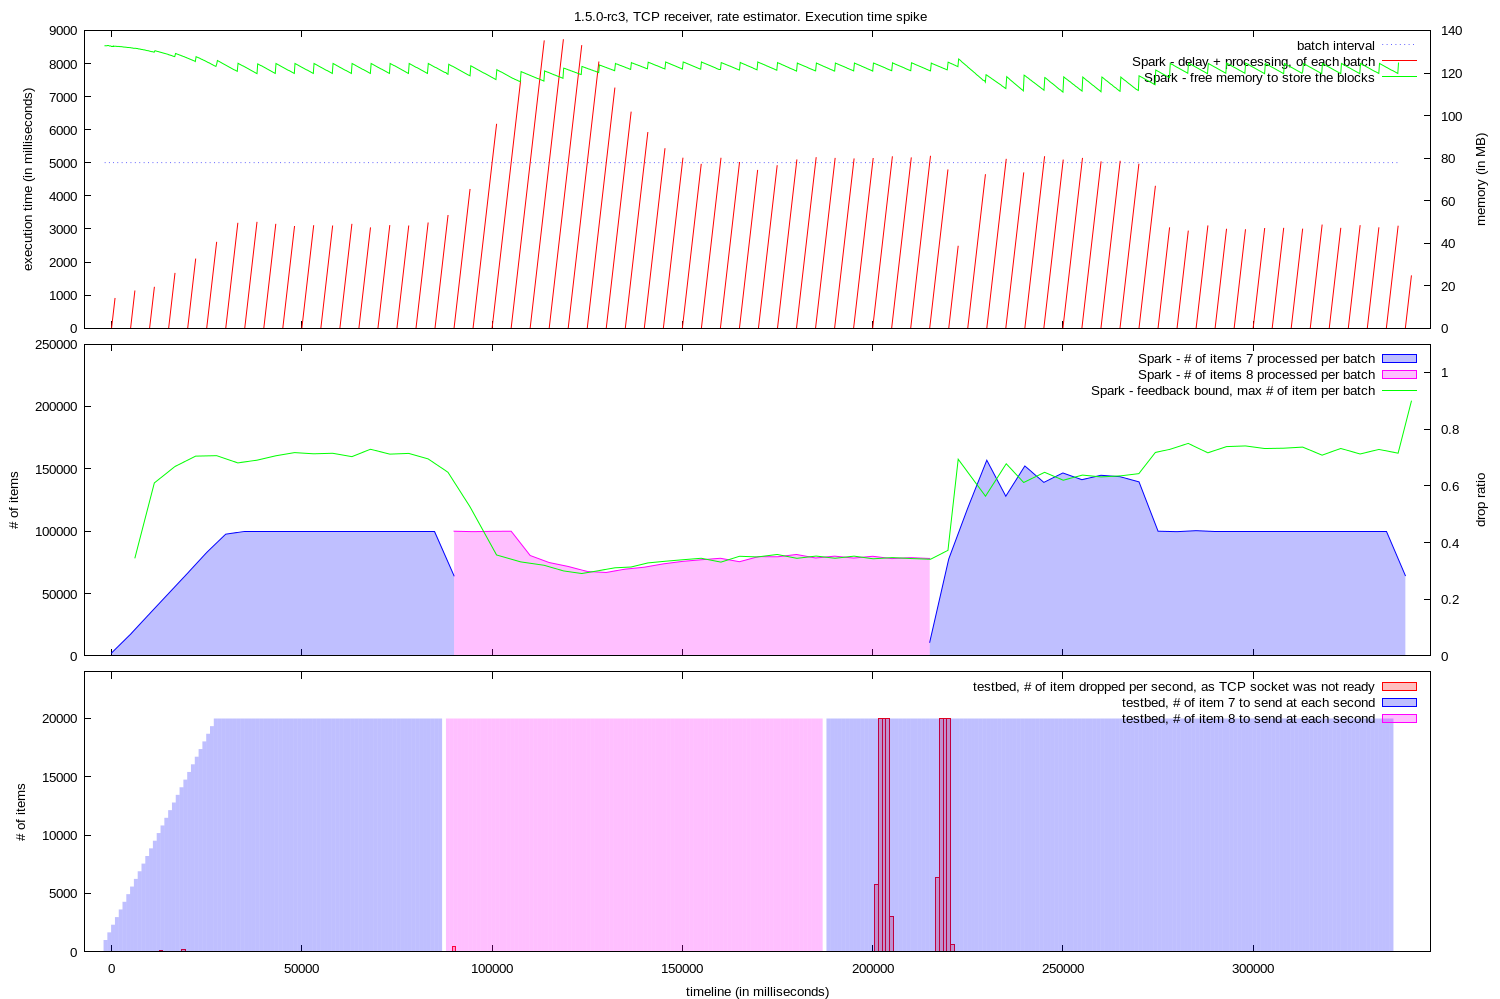 1.5.0-rc3, TCP receiver, rate estimator. Execution time spike
9000
8000
7000
6000
5000
4000
3000
2000
1000
0
execution time (in milliseconds)
140
120
100
80
60
40
20
0
memory (in MB)
batch interval
Spark - delay + processing, of each batch
Spark - free memory to store the blocks
250000
200000
150000
100000
50000
0
# of items
1
0.8
0.6
0.4
0.2
0
drop ratio
Spark - # of items 7 processed per batch
Spark - # of items 8 processed per batch
Spark - feedback bound, max # of item per batch
20000
15000
10000
5000
0
# of items
testbed, # of item dropped per second, as TCP socket was not ready
testbed, # of item 7 to send at each second
testbed, # of item 8 to send at each second
0 50000 100000 150000 200000 250000 300000
timeline (in milliseconds)